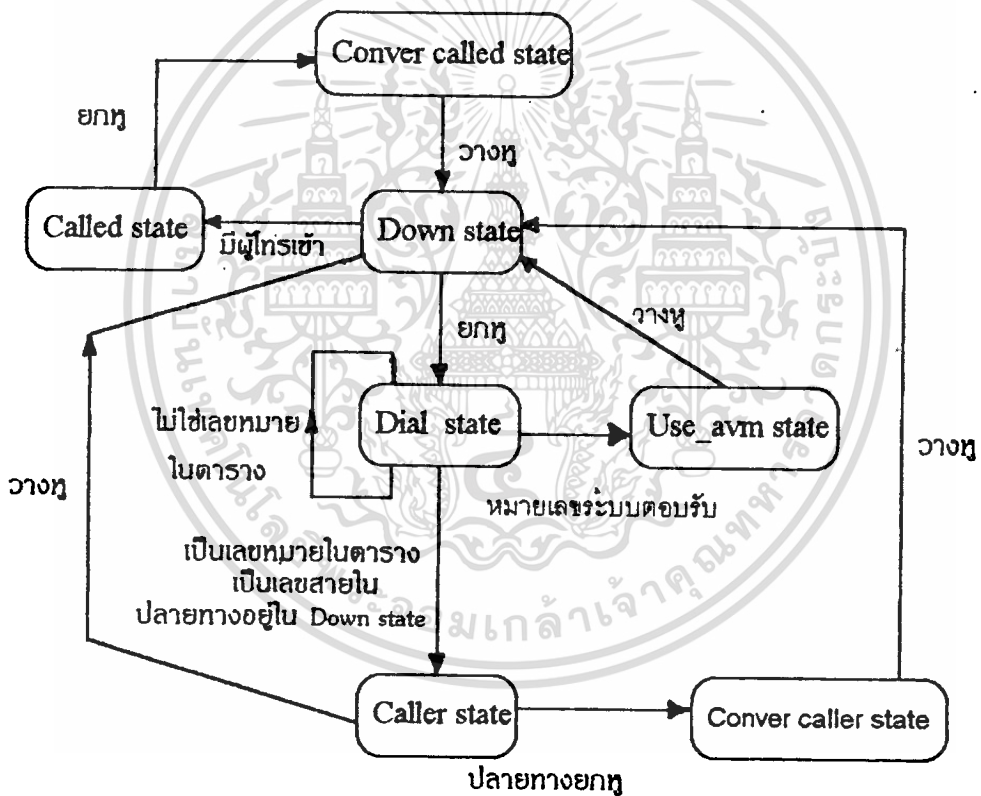 Conver called state
ยกหู
วางหู
Called state
มีผู้โทรเข้า
Down state
ยกหู
วางหู
ไม่ใช่เลขหมาย
ในตาราง
Dial state
Use_avm state
วางหู
วางหู
หมายเลขระบบตอบรับ
เป็นเลขหมายในตาราง
เป็นเลขสายใน
ปลายทางอยู่ใน Down state
Caller state
Conver caller state
ปลายทางยกหู